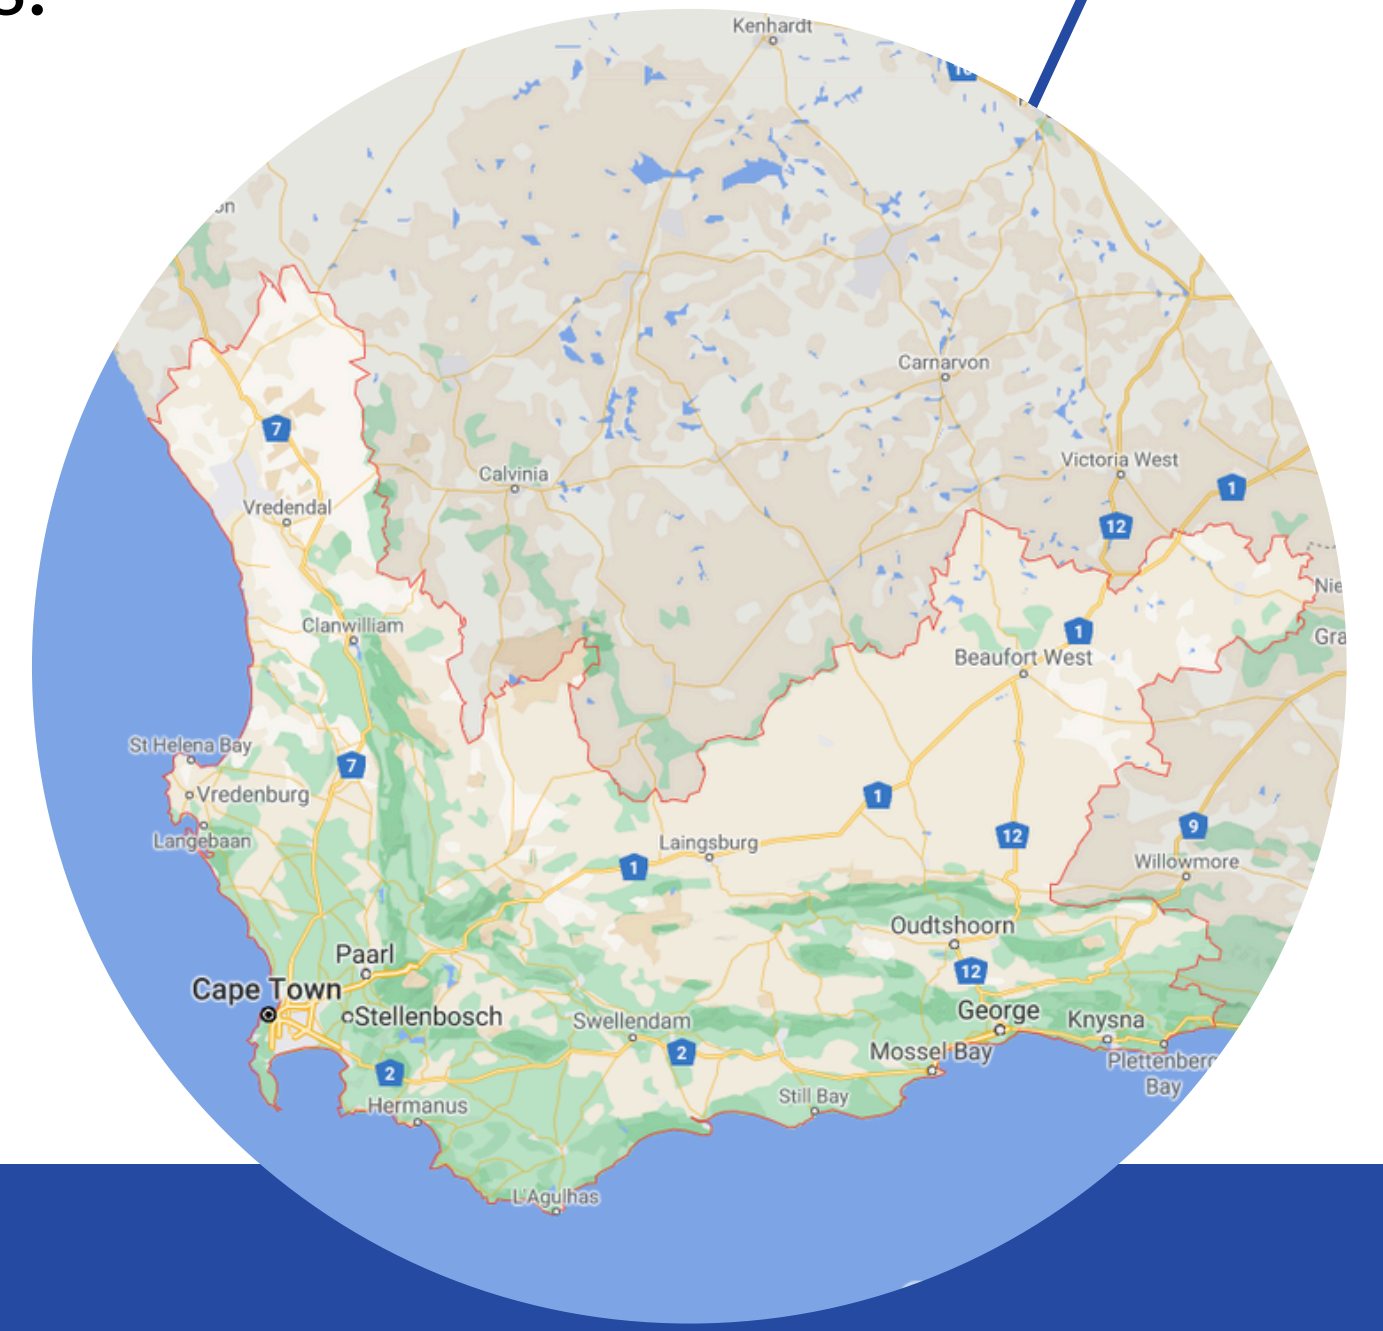 Kenhardt
7
Carnarvon
Calvinia
Victoria West
1
12
Vredendal
Clanwilliam
1
Beaufort West
St Helena Bay
7
Vredenburg
1
12
9
Langebaan
Laingsburg
1
Willowmore
Oudtshoorn
Paarl
12
Cape Town
Stellenbosch
Swellendam
George
Knysna
2
2
Mossel Bay
Plettenberg
Bay
Hermanus
Still Bay
L'Agulhas